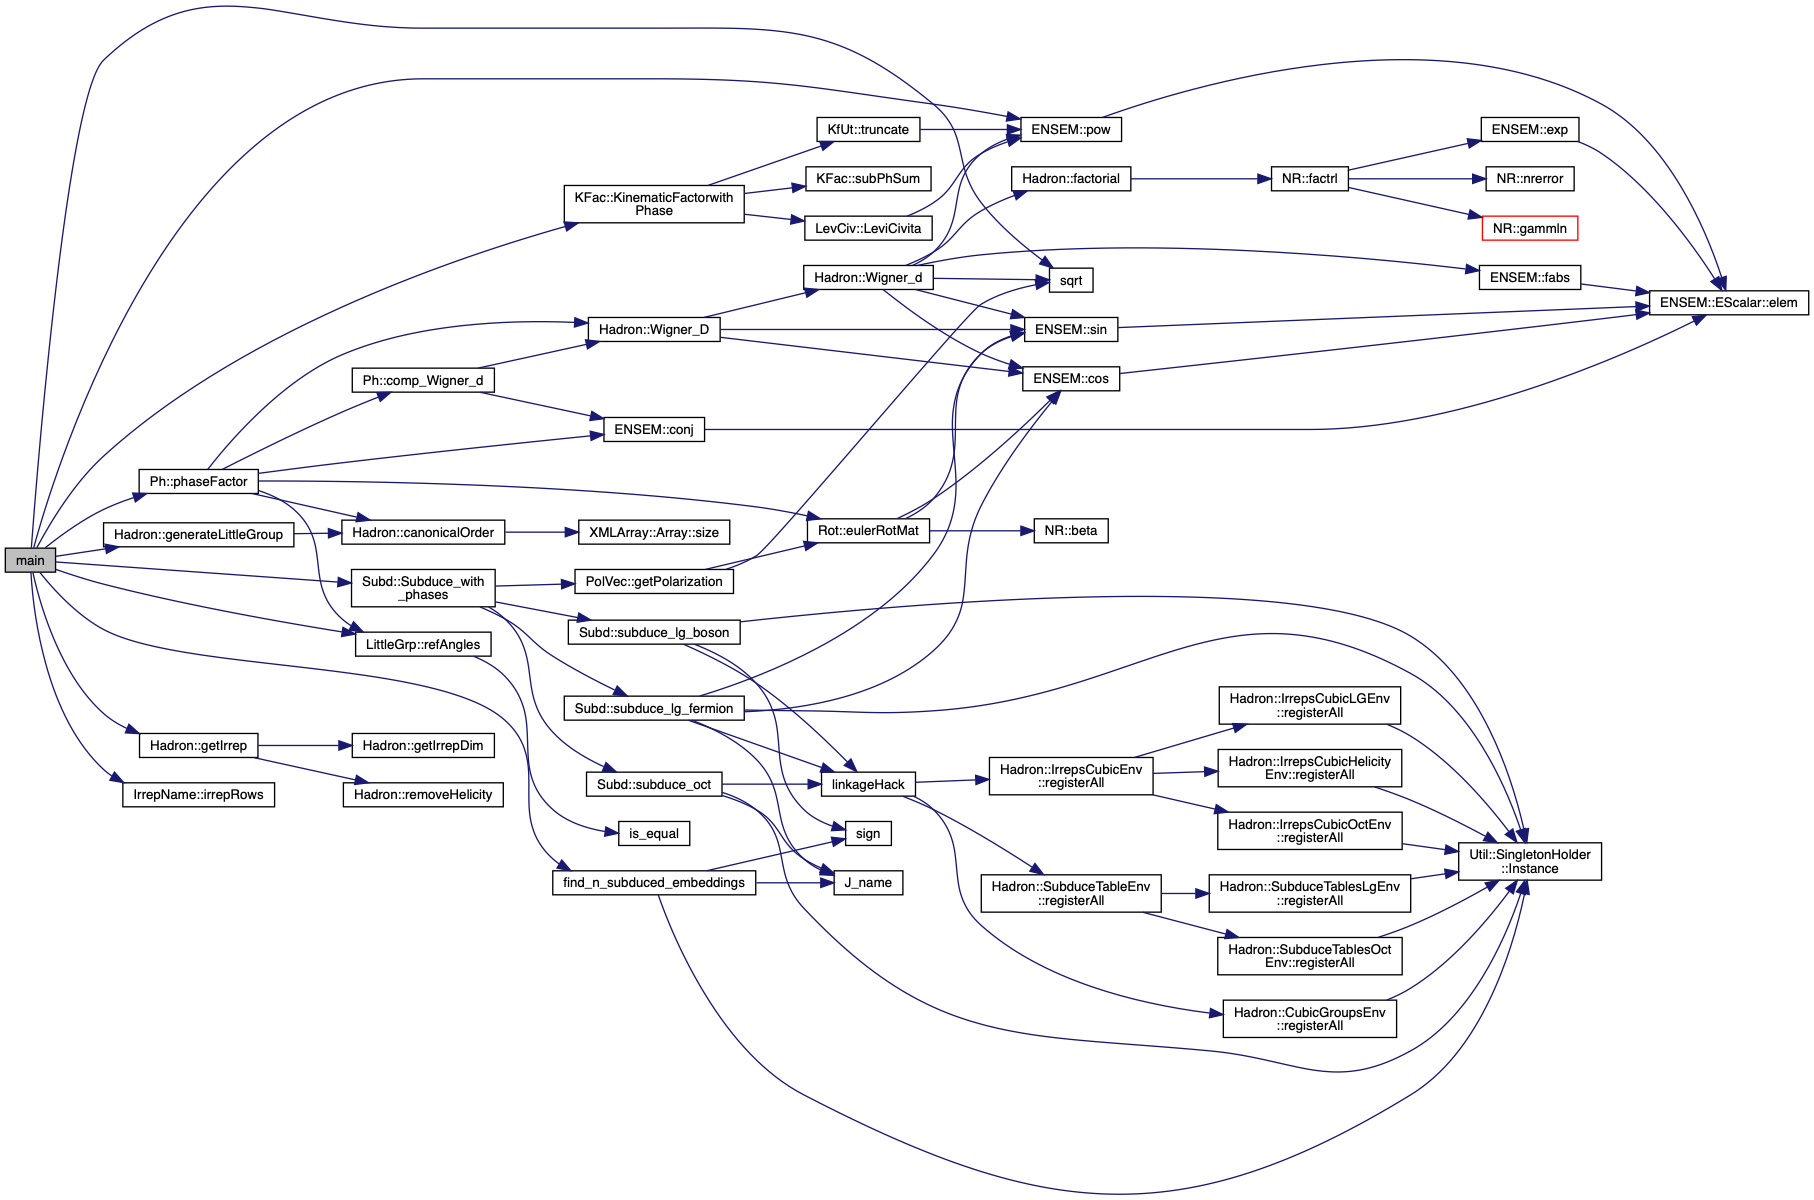 main
Ph::phaseFactor
Hadron::generateLittleGroup
Hadron::getIrrep
IrrepName::irrepRows
Ph::comp_Wigner_d
Hadron::canonicalOrder
Subd::Subduce_with
_phases
LittleGrp::refAngles
Hadron::getIrrepDim
Hadron::removeHelicity
KFac::KinematicFactorwith
Phase
Hadron::Wigner_D
ENSEM::conj
XMLArray::Array::size
PolVec::getPolarization
Subd::subduce_lg_boson
Subd::subduce_lg_fermion
Subd::subduce_oct
is_equal
find_n_subduced_embeddings
KfUt::truncate
KFac::subPhSum
LevCiv::LeviCivita
Hadron::Wigner_d
Rot::eulerRotMat
linkageHack
sign
J_name
ENSEM::pow
Hadron::factorial
sqrt
ENSEM::sin
ENSEM::cos
NR::beta
Hadron::IrrepsCubicEnv
::registerAll
Hadron::SubduceTableEnv
::registerAll
NR::factrl
Hadron::IrrepsCubicLGEnv
::registerAll
Hadron::IrrepsCubicHelicity
Env::registerAll
Hadron::IrrepsCubicOctEnv
::registerAll
Hadron::SubduceTablesLgEnv
::registerAll
Hadron::SubduceTablesOct
Env::registerAll
Hadron::CubicGroupsEnv
::registerAll
ENSEM::exp
NR::nrerror
NR::gammln
ENSEM::fabs
Util::SingletonHolder
::Instance
ENSEM::EScalar::elem